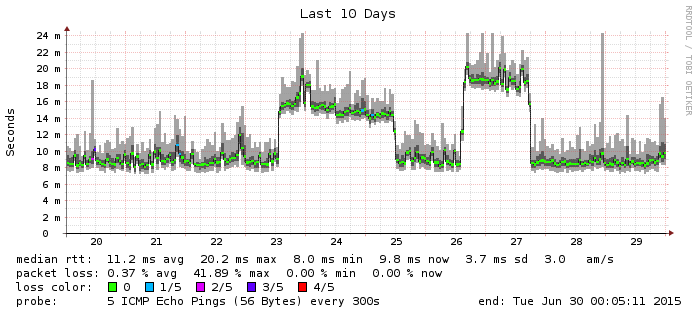 Last 10 Days
RRDTOOL / TOBI OETIKER
Seconds
24 m
22 m
20 m
18 m
16 m
14 m
12 m
10 m
8 m
6 m
4 m
2 m
0
20 21 22 23 24 25 26 27 28 29
median rtt: 11.2 ms avg 20.2 ms max 8.0 ms min 9.8 ms now 3.7 ms sd 3.0 am/s
packet loss: 0.37 % avg 41.89 % max 0.00 % min 0.00 % now
loss color: 0 1/5 2/5 3/5 4/5
probe: 5 ICMP Echo Pings (56 Bytes) every 300s end: Tue Jun 30 00:05:11 2015